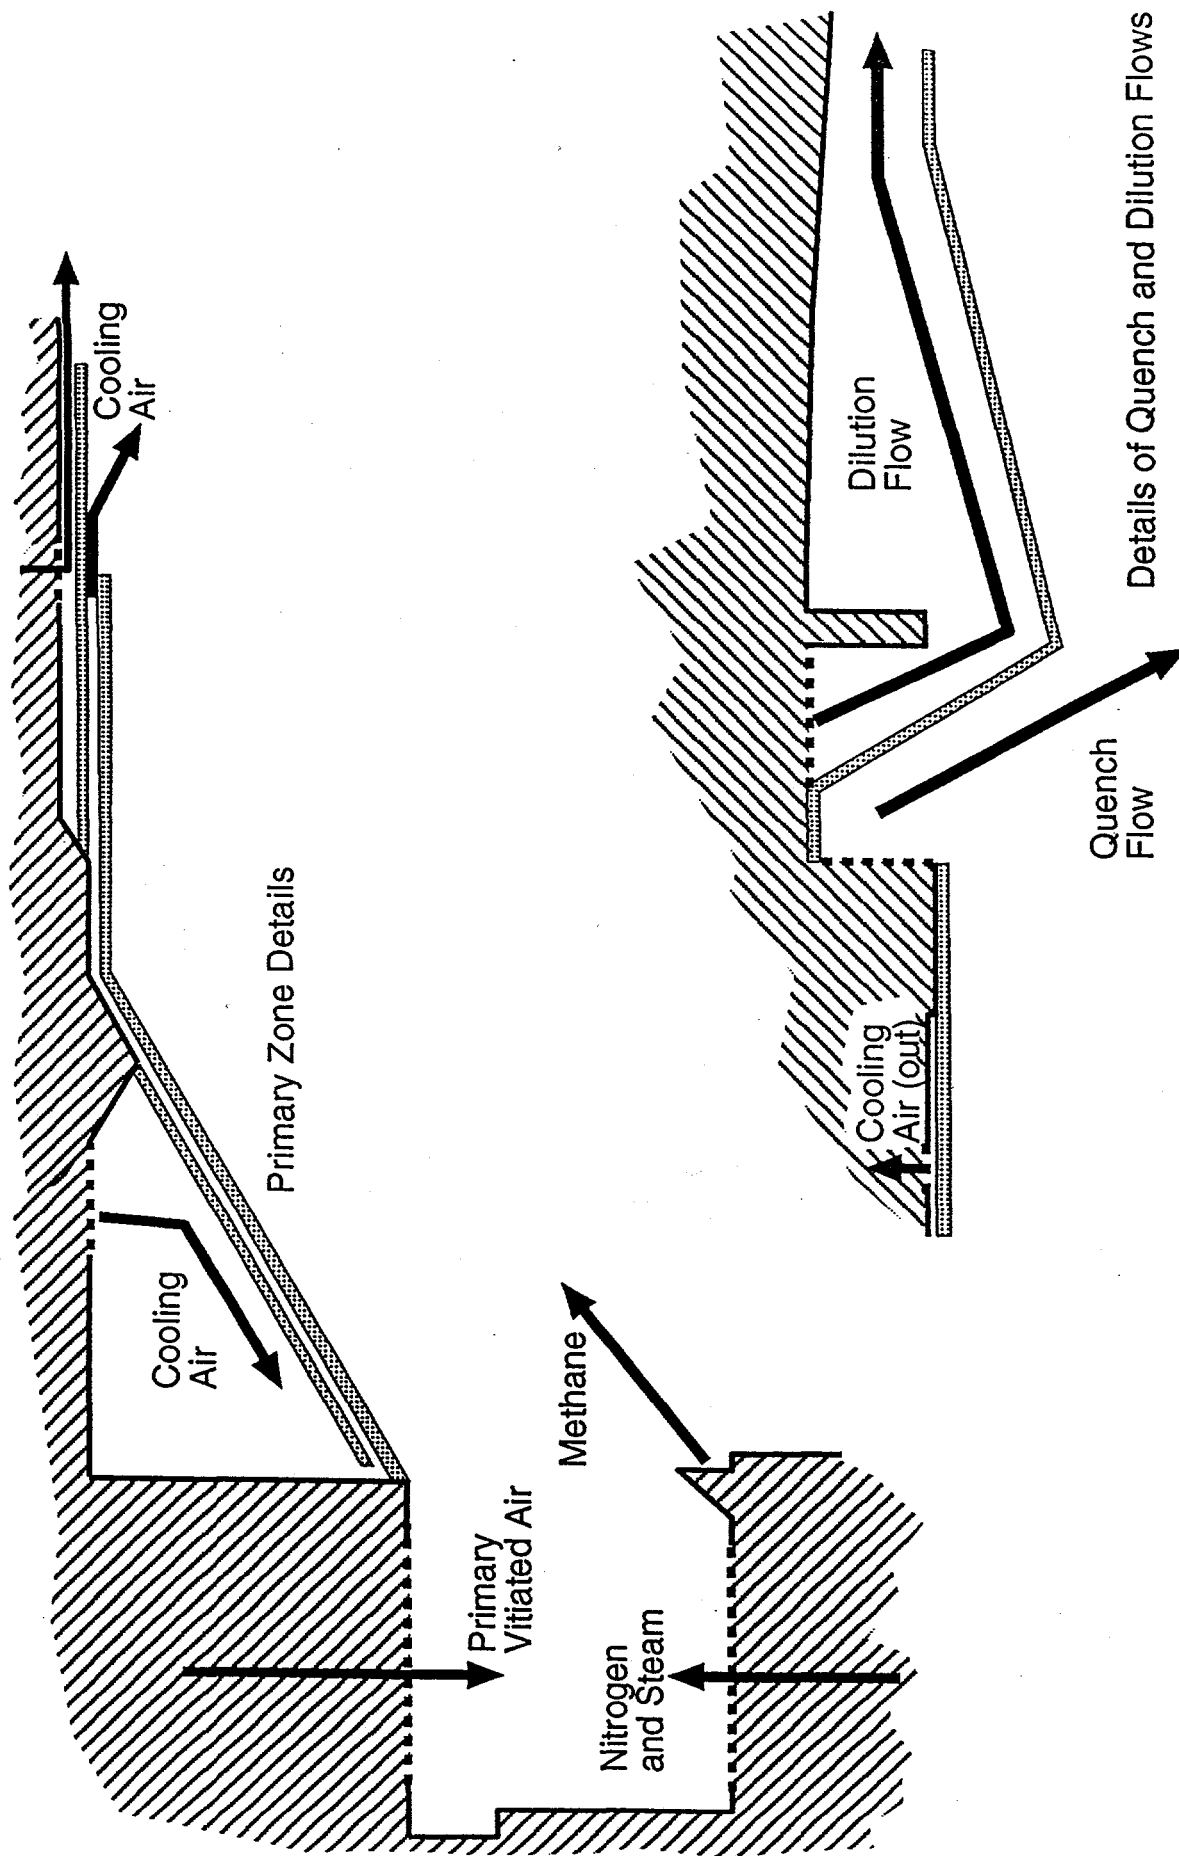 Cooling
Air
Cooling
Air
Primary Zone Details
Primary
Vitiated Air
Methane
Nitrogen
and Steam
Cooling
Air (out)
Dilution
Flow
Quench
Flow
Details of Quench and Dilution Flows